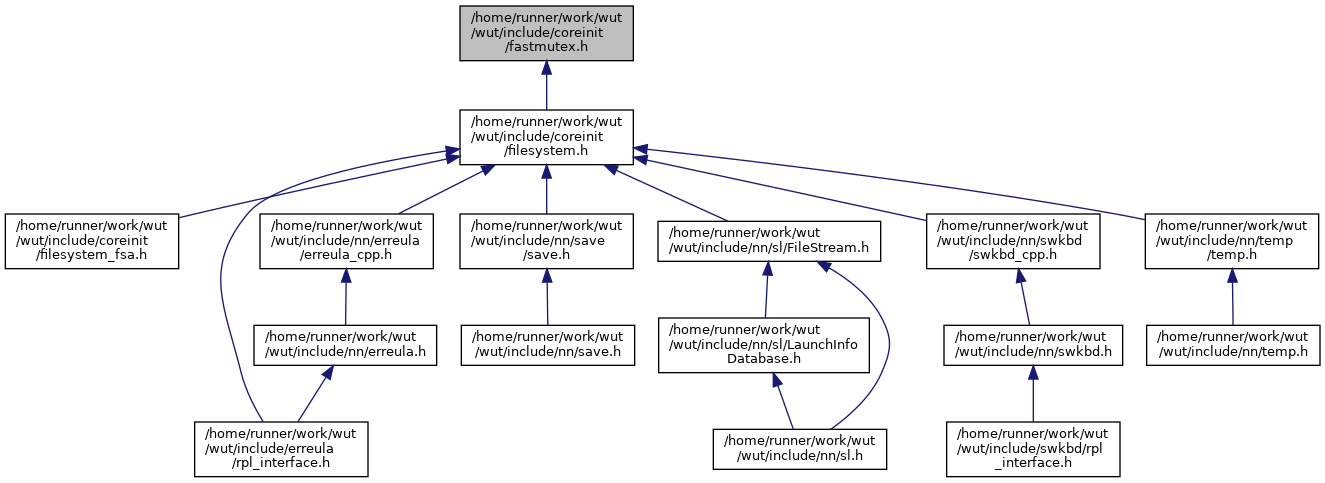 /home/runner/work/wut
/wut/include/coreinit
/fastmutex.h
/home/runner/work/wut
/wut/include/coreinit
/filesystem.h
/home/runner/work/wut
/wut/include/coreinit
/filesystem_fsa.h
/home/runner/work/wut
/wut/include/nn/erreula
/erreula_cpp.h
/home/runner/work/wut
/wut/include/nn/save
/save.h
/home/runner/work/wut
/wut/include/nn/sl/FileStream.h
/home/runner/work/wut
/wut/include/nn/swkbd
/swkbd_cpp.h
/home/runner/work/wut
/wut/include/nn/temp
/temp.h
/home/runner/work/wut
/wut/include/nn/erreula.h
/home/runner/work/wut
/wut/include/nn/save.h
/home/runner/work/wut
/wut/include/nn/sl/LaunchInfo
Database.h
/home/runner/work/wut
/wut/include/nn/swkbd.h
/home/runner/work/wut
/wut/include/nn/temp.h
/home/runner/work/wut
/wut/include/erreula
/rpl_interface.h
/home/runner/work/wut
/wut/include/nn/sl.h
/home/runner/work/wut
/wut/include/swkbd/rpl
_interface.h